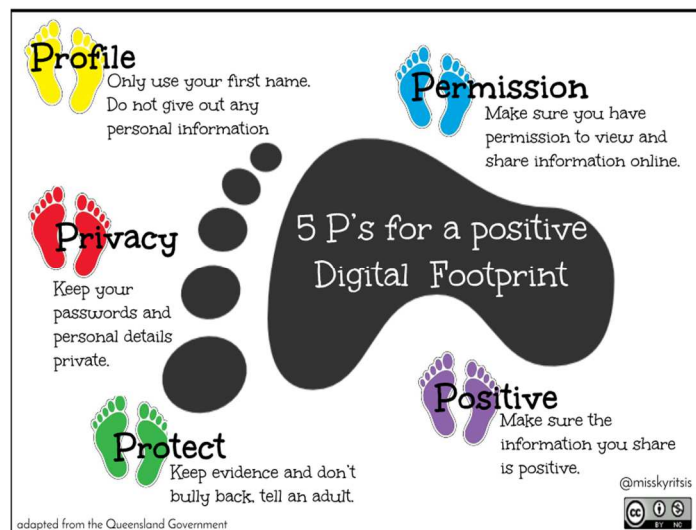 Profile
Only use your first name.
Do not give out any
personal information
Permission
Make sure you have
permission to view and
share information online.
5 P's for a positive
Digital Footprint
Privacy
Keep your
passwords and
personal details
private.
Positive
Make sure the
information you share
is positive.
Protect
Keep evidence and don't
bully back, tell an adult.
@misskyritsis
cc
BY NC
adapted from the Queensland Government